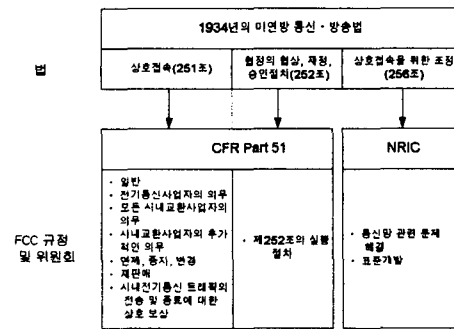 1934년의 미연방 통신・방송법
법
상호접속(251조)
협정의 협상, 재정,
승인절차(252조)
상호접속을 위한 조정
(256조)
CFR Part 51
NRIC
FCC 규정
및 위원회
・ 일반
・ 전기통신사업자의 의무
・ 모든 시내교환사업자의
의무
・ 시내교환사업자의 추가
적인 의무
・ 면제, 중지, 변경
・ 재판매
・ 시내전기통신 트래픽의
전송 및 종료에 대한
상호 보상
・ 제252조의 실행
절차
・ 통신망 관련 문제
해결
・ 표준개발